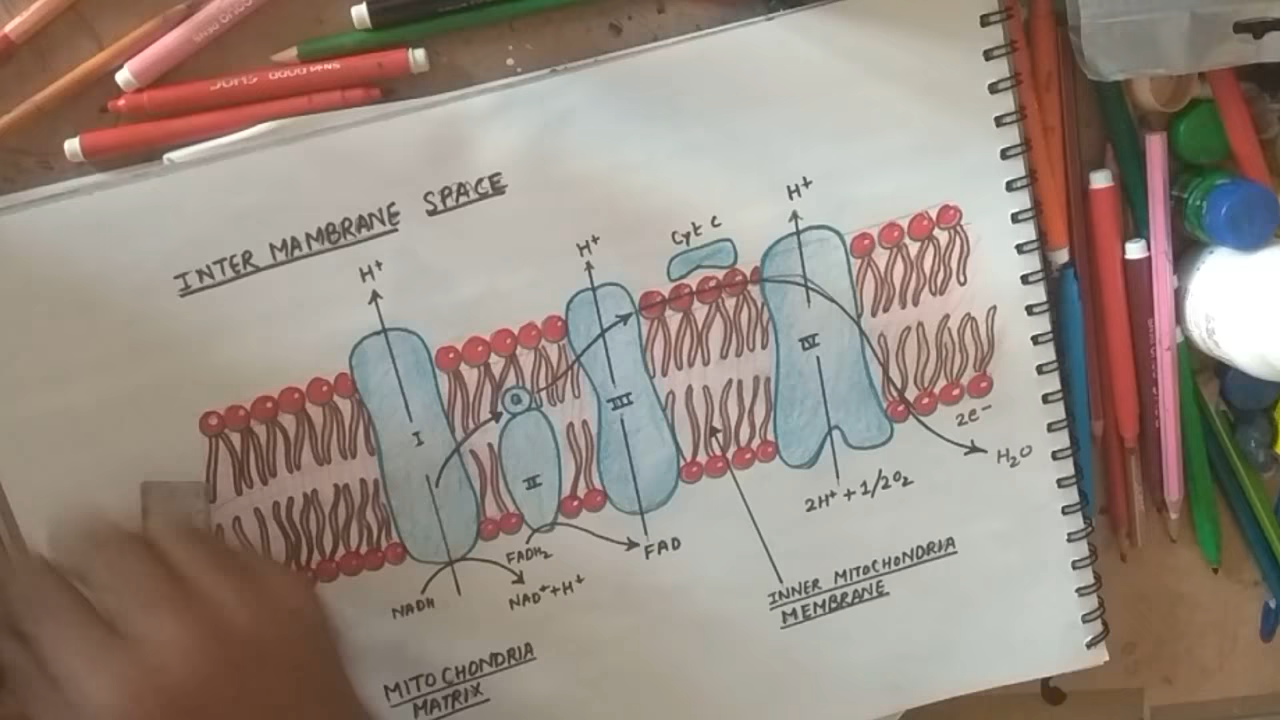 INTER MAMBRANE SPACE
H+
H+
Cyt C
H+
I
Q
II
III
IV
2e-
H2O
2H+ + 1/2O2
FADH2
FAD
NADH
NAD+ + H+
INNER MITOCHONDRIA
MEMBRANE
MITOCHONDRIA
MATRIX